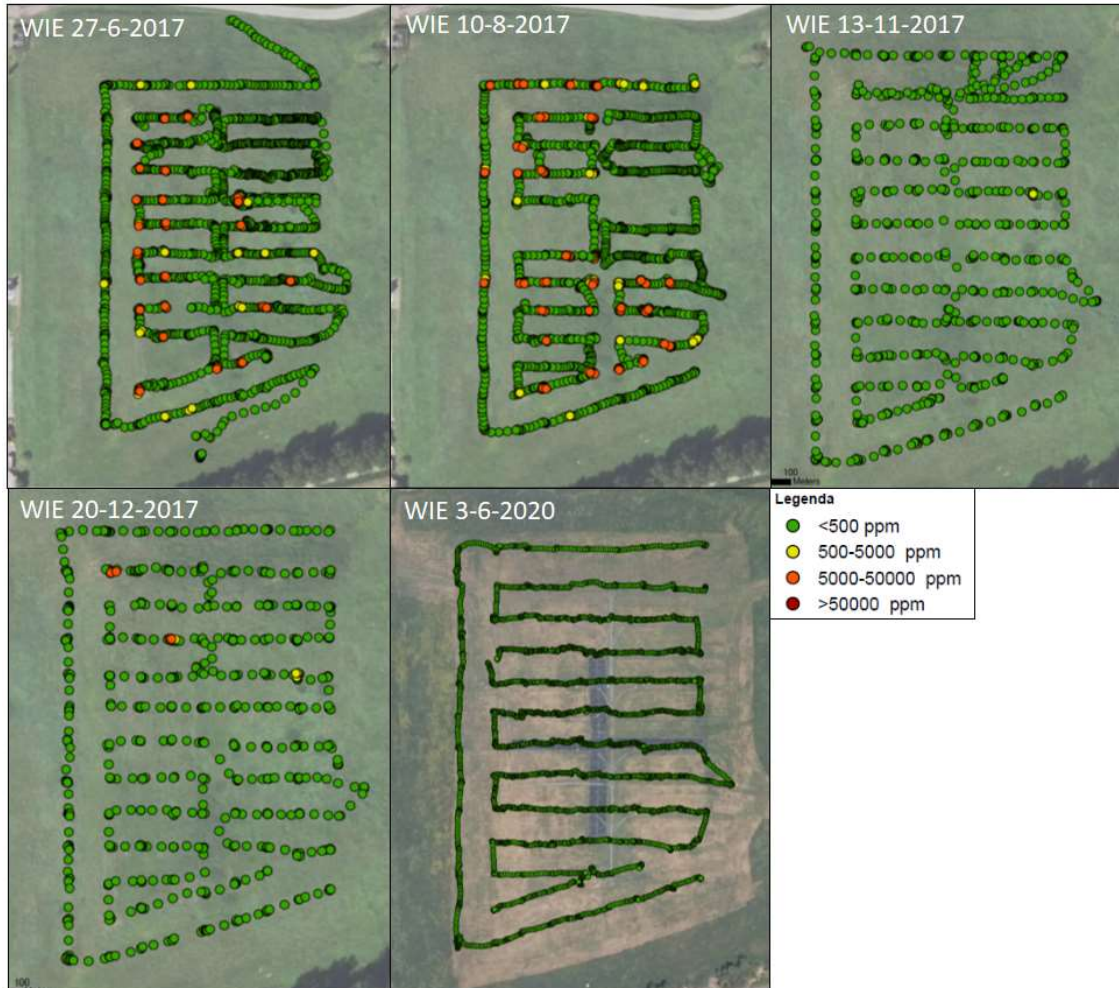 WIE 27-6-2017
WIE 10-8-2017
WIE 13-11-2017
100
Meters
WIE 20-12-2017
WIE 3-6-2020
Legenda
<500 ppm
500-5000 ppm
5000-50000 ppm
>50000 ppm
100